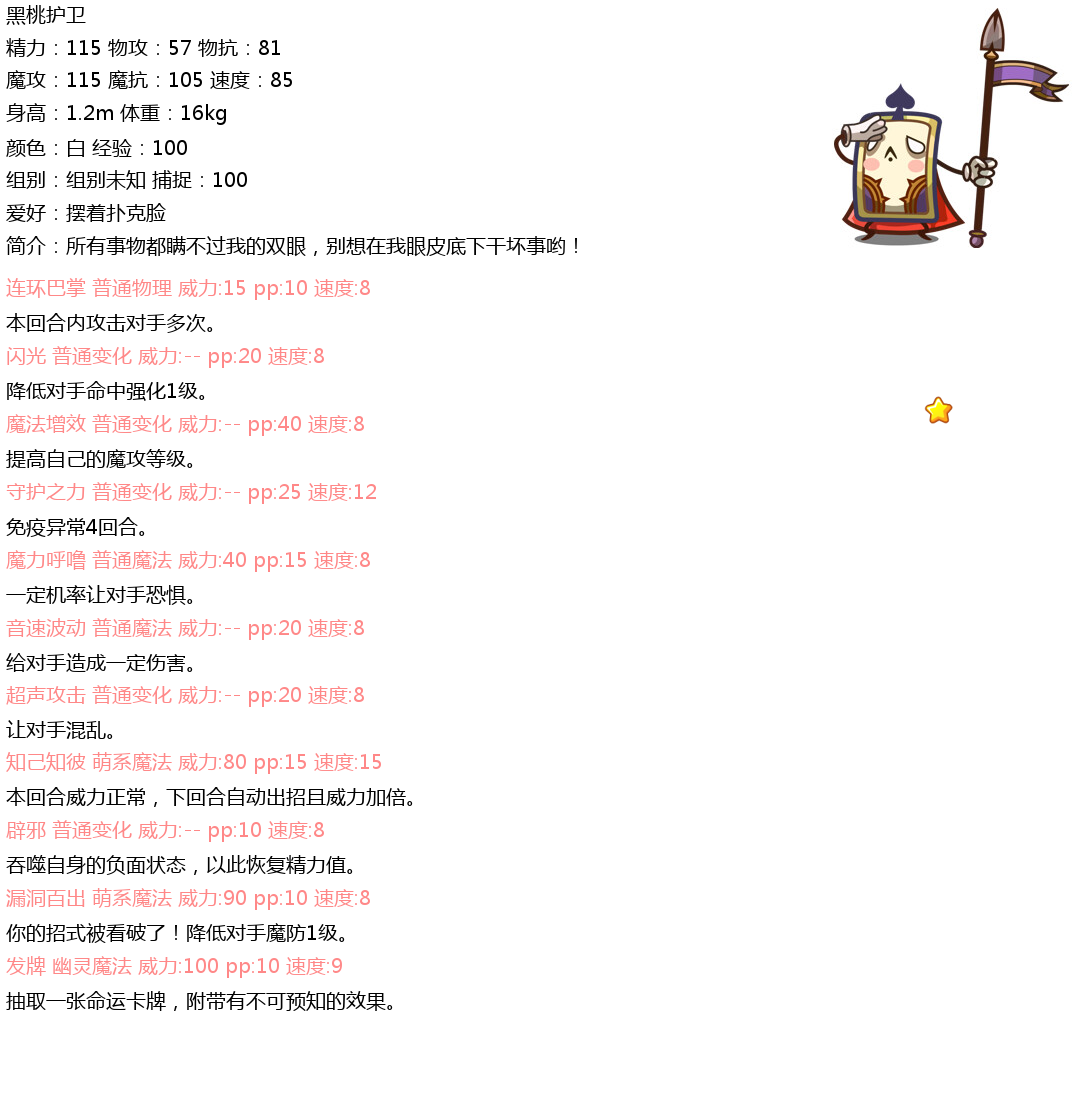 黑桃护卫
精力：115 物攻：57 物抗：81
魔攻：115 魔抗：105 速度：85
身高：1.2m 体重：16kg
颜色：白 经验：100
组别：组别未知 捕捉：100
爱好：摆着扑克脸
简介：所有事物都瞒不过我的双眼，别想在我眼皮底下干坏事哟！
连环巴掌 普通物理 威力:15 pp:10 速度:8
本回合内攻击对手多次。
闪光 普通变化 威力:-- pp:20 速度:8
降低对手命中强化1级。
魔法增效 普通变化 威力:-- pp:40 速度:8
提高自己的魔攻等级。
守护之力 普通变化 威力:-- pp:25 速度:12
免疫异常4回合。
魔力呼噜 普通魔法 威力:40 pp:15 速度:8
一定机率让对手恐惧。
音速波动 普通魔法 威力:-- pp:20 速度:8
给对手造成一定伤害。
超声攻击 普通变化 威力:-- pp:20 速度:8
让对手混乱。
知己知彼 萌系魔法 威力:80 pp:15 速度:15
本回合威力正常，下回合自动出招且威力加倍。
辟邪 普通变化 威力:-- pp:10 速度:8
吞噬自身的负面状态，以此恢复精力值。
漏洞百出 萌系魔法 威力:90 pp:10 速度:8
你的招式被看破了！降低对手魔防1级。
发牌 幽灵魔法 威力:100 pp:10 速度:9
抽取一张命运卡牌，附带有不可预知的效果。